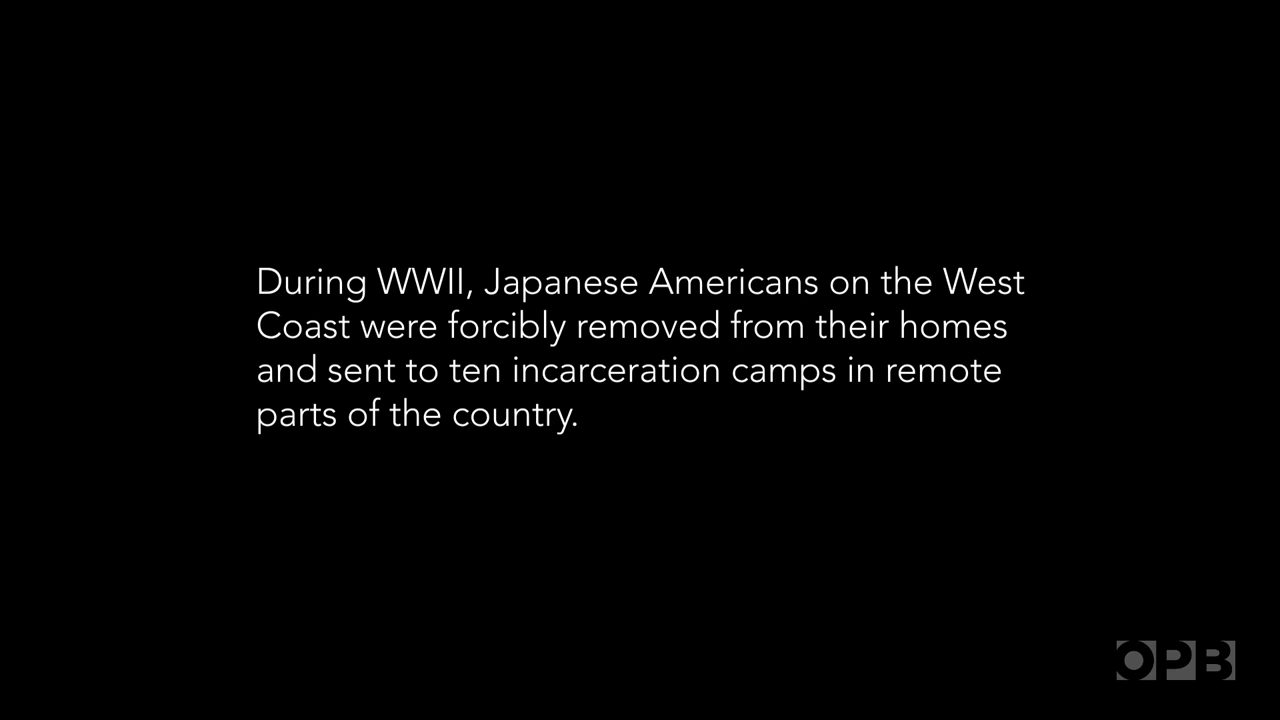 During WWII, Japanese Americans on the West
Coast were forcibly removed from their homes
and sent to ten incarceration camps in remote
parts of the country.
OPB